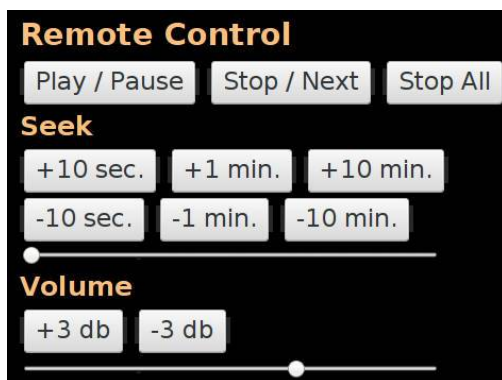 Remote Control
Play / Pause Stop / Next Stop All
Seek
+10 sec. +1 min. +10 min.
-10 sec. -1 min. -10 min.
Volume
+3 db -3 db